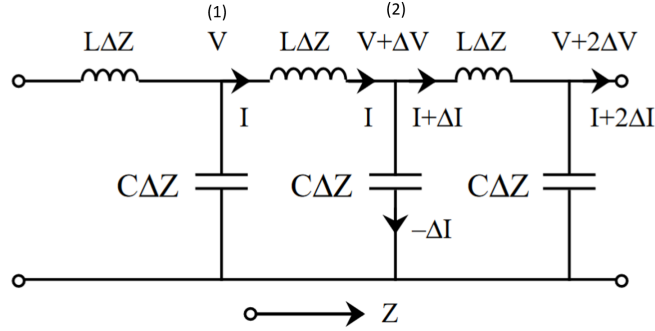 (1) (2)
LΔZ V LΔZ V+ΔV LΔZ V+2ΔV
I I I+ΔI I+2ΔI
CΔZ CΔZ CΔZ
−ΔI
Z